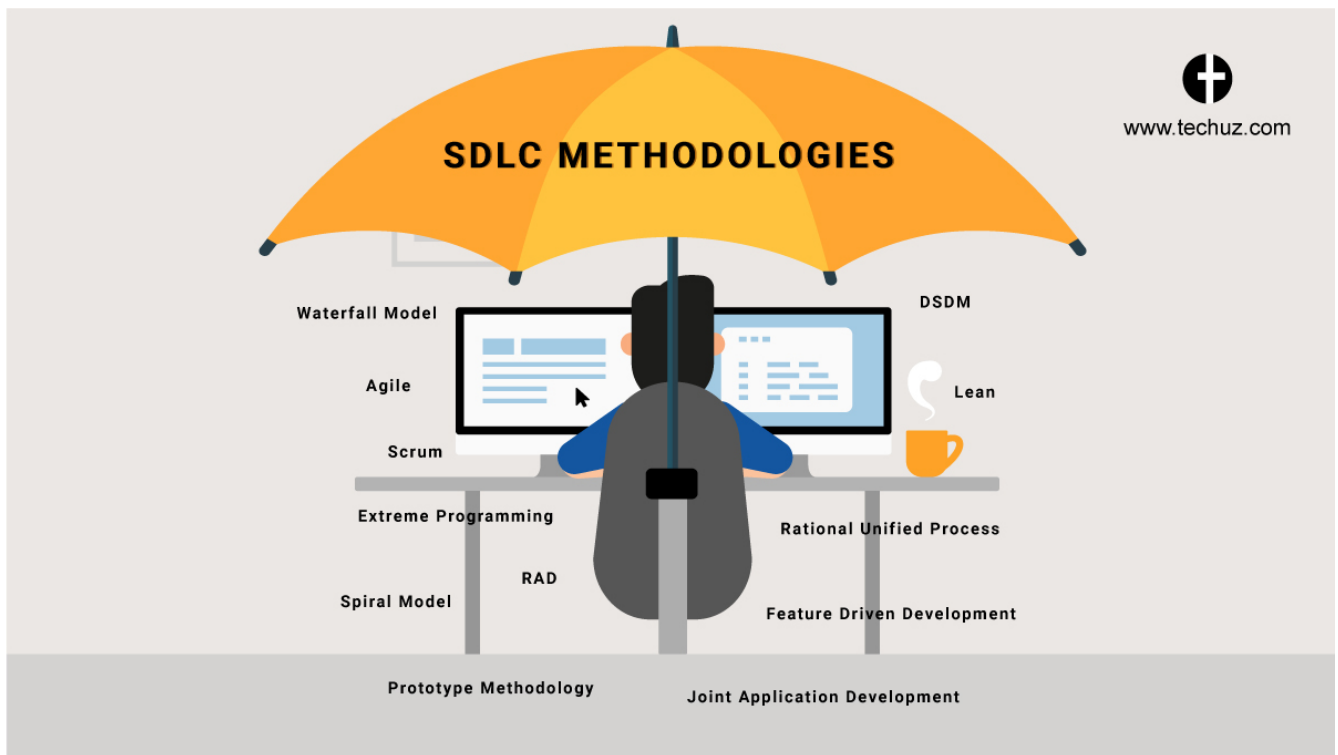 SDLC METHODOLOGIES
www.techuz.com
Waterfall Model
DSDM
Agile
Lean
Scrum
Extreme Programming
Rational Unified Process
RAD
Spiral Model
Feature Driven Development
Prototype Methodology
Joint Application Development